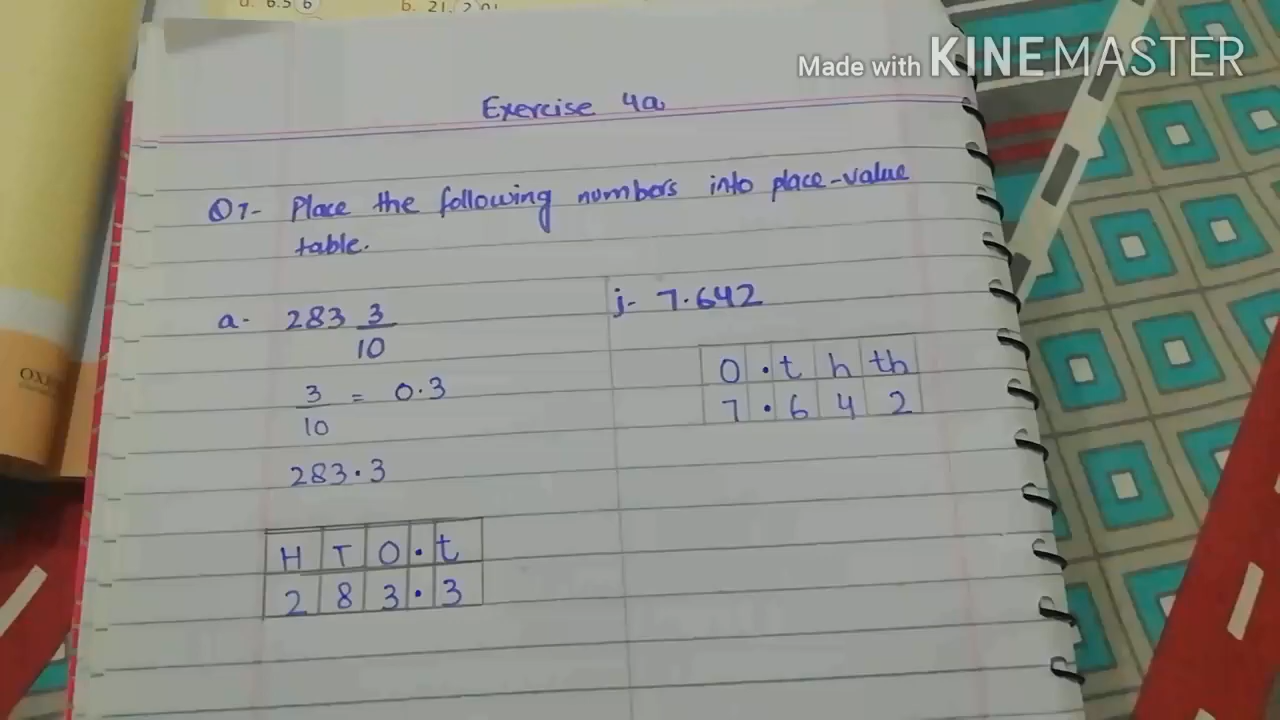 Made with KINEMASTER
Exercise 4a
Q1- Place the following numbers into place-value
table.
a- 283 3/10
3/10 = 0.3
283.3
H T O . t
2 8 3 . 3
j- 7.642
O . t h th
7 . 6 4 2